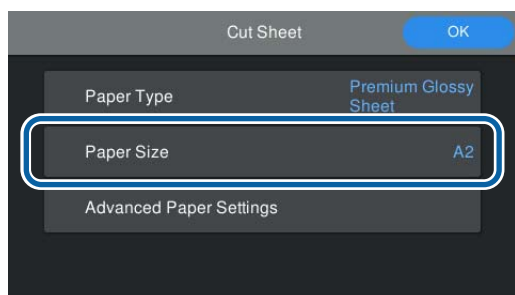 Cut Sheet
OK
Paper Type
Premium Glossy
Sheet
Paper Size
A2
Advanced Paper Settings